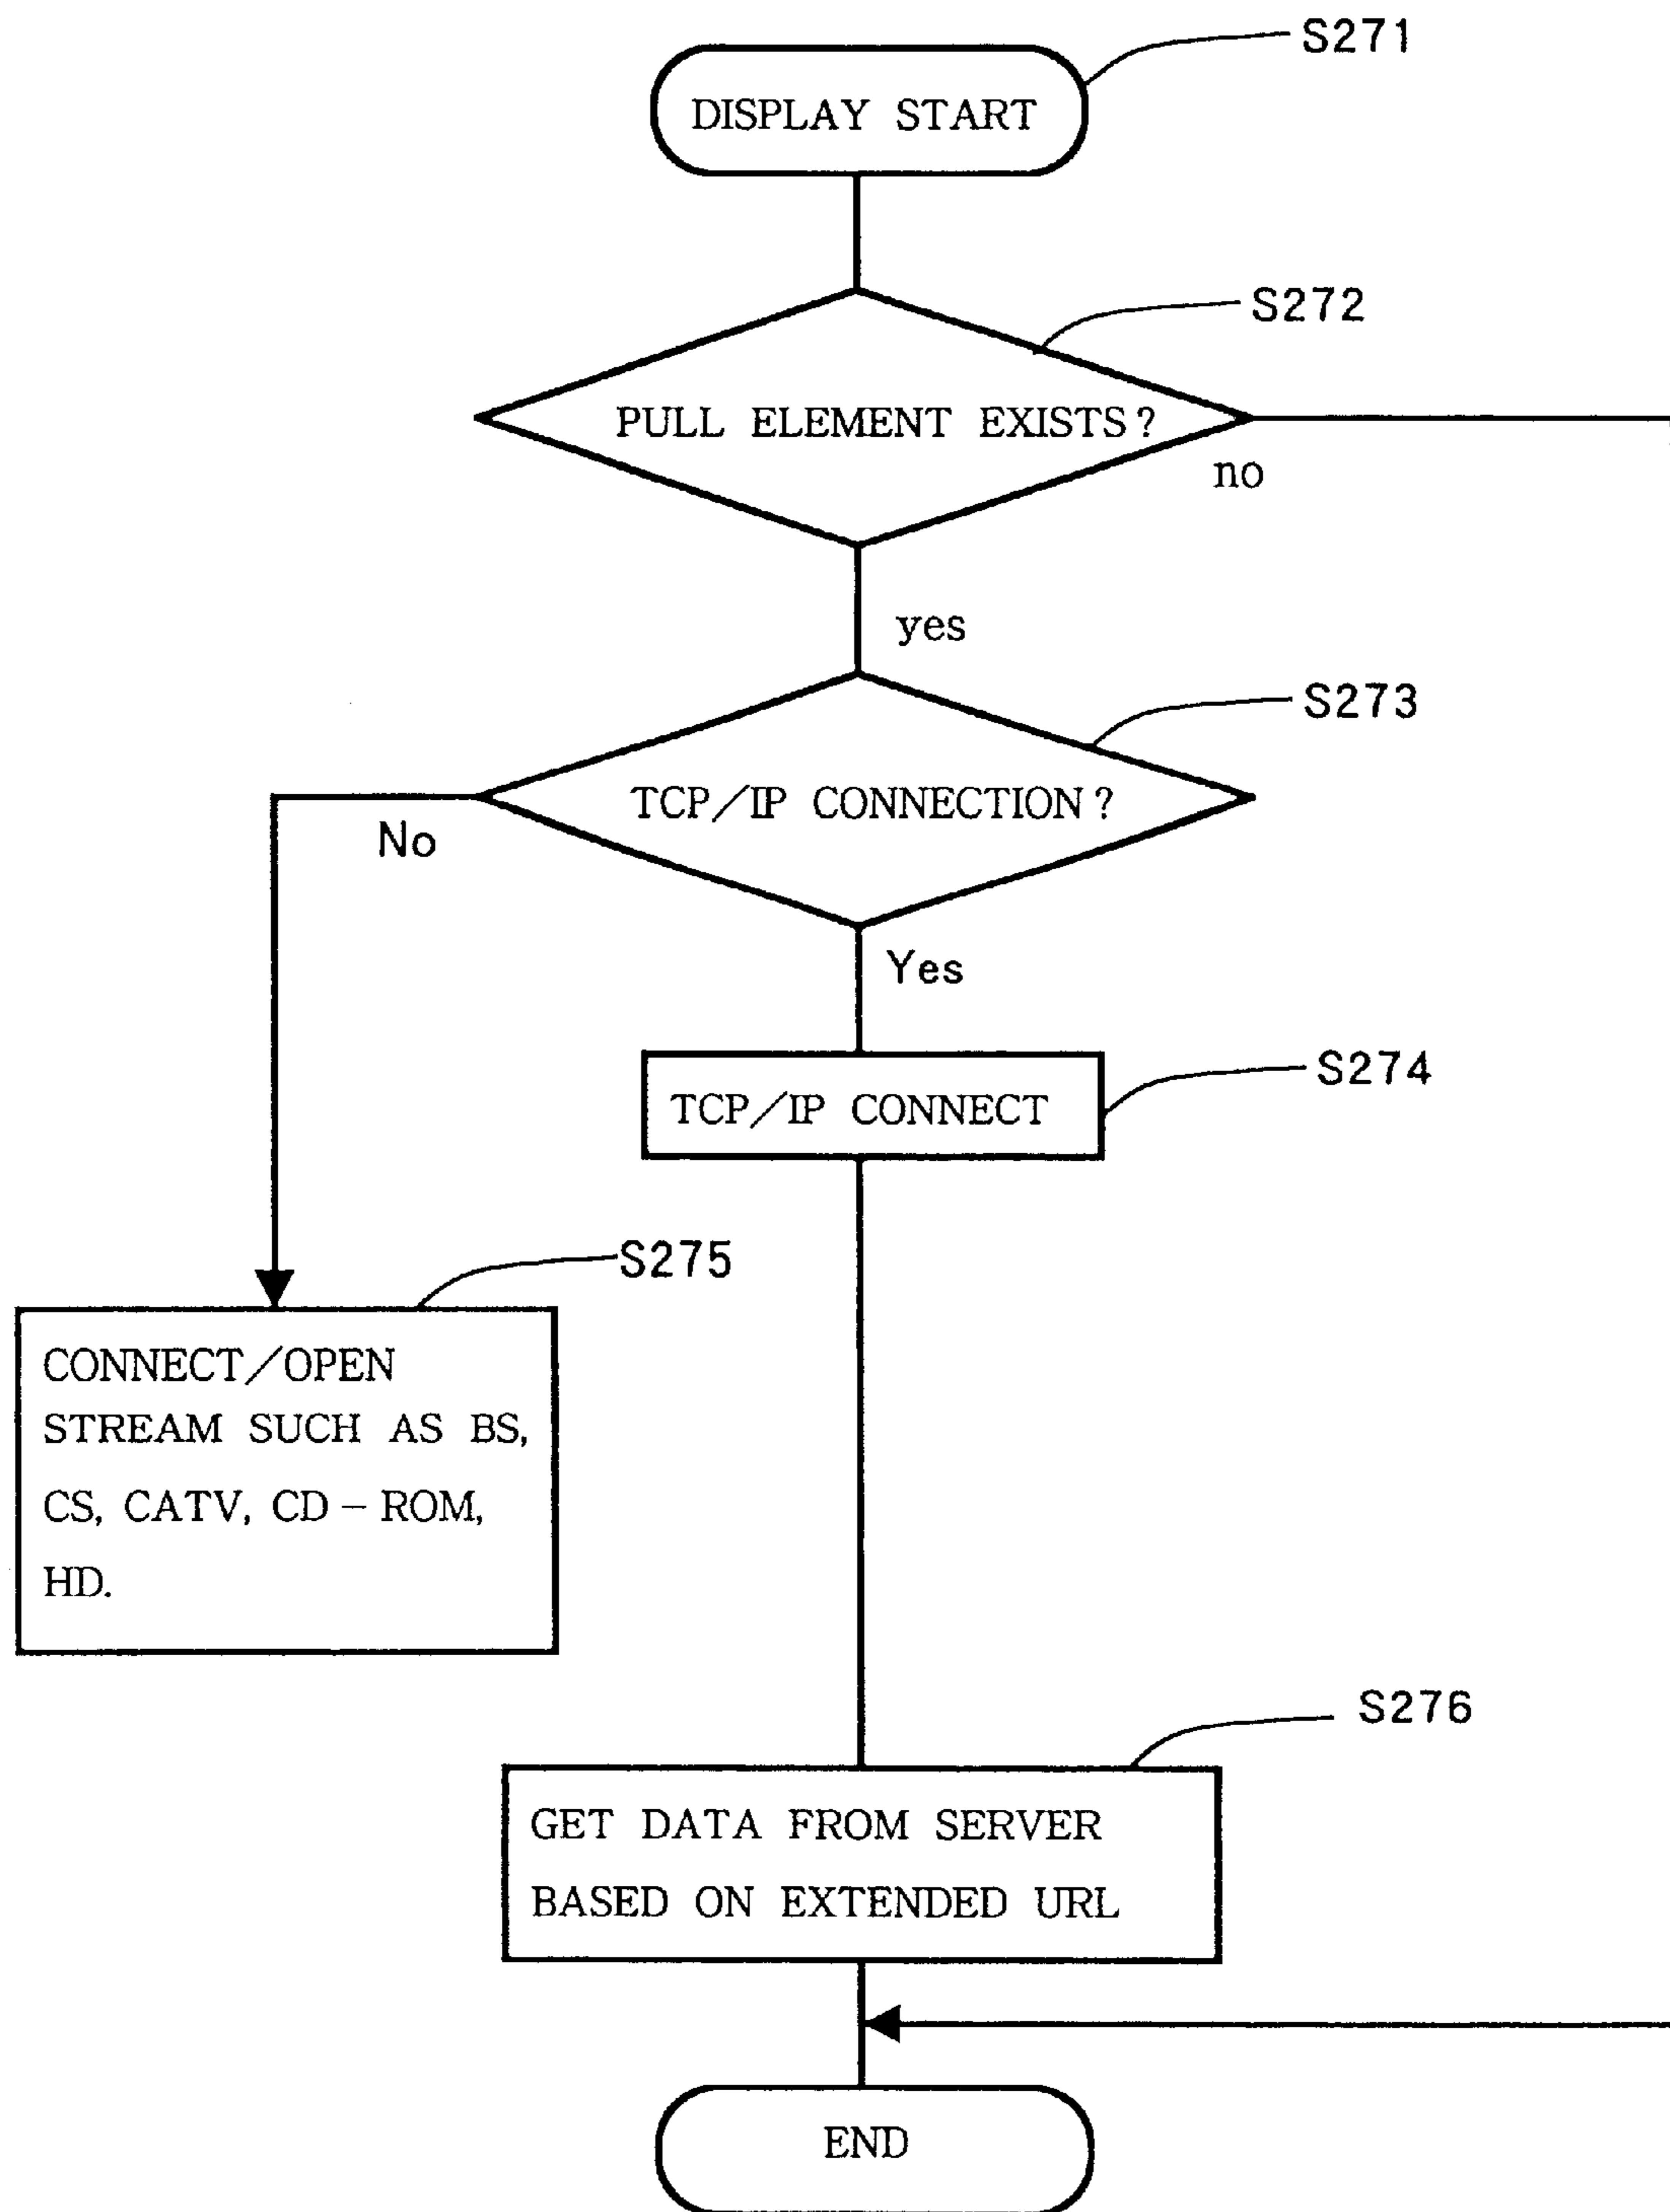 S271
DISPLAY START
S272
PULL ELEMENT EXISTS?
no
yes
S273
TCP/IP CONNECTION?
No
Yes
S274
TCP/IP CONNECT
S275
CONNECT/OPEN
STREAM SUCH AS BS,
CS, CATV, CD-ROM,
HD.
S276
GET DATA FROM SERVER
BASED ON EXTENDED URL
END